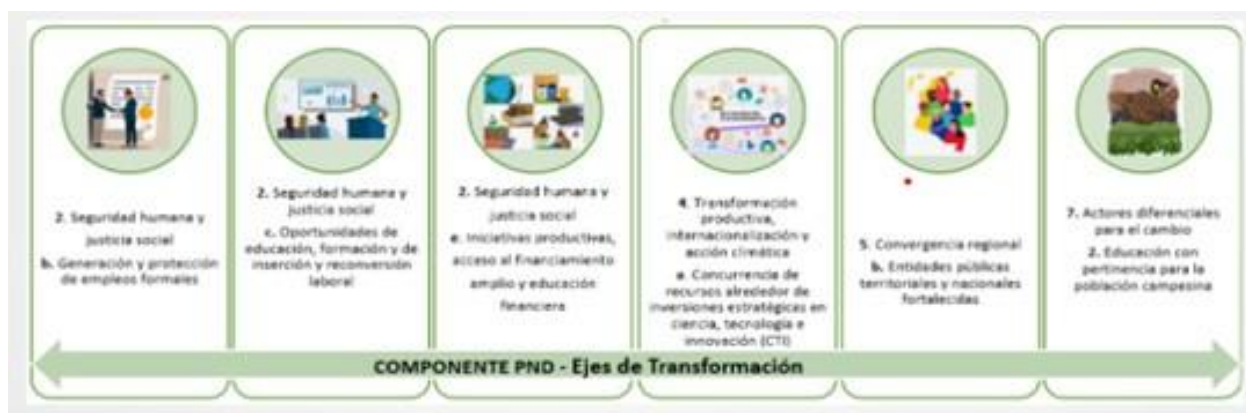 2. Seguridad humana y
justicia social
b. Generación y protección
de empleos formales
2. Seguridad humana y
justicia social
c. Oportunidades de
educación, formación y de
inserción y reconversión
laboral
2. Seguridad humana y
justicia social
e. Iniciativas productivas,
acceso al financiamiento
amplio y educación
financiera
4. Transformación
productiva,
internacionalización y
acción climática
a. Concurrencia de
recursos alrededor de
inversiones estratégicas en
ciencia, tecnología e
innovación (CTI)
5. Convergencia regional
b. Entidades públicas
territoriales y nacionales
fortalecidas
7. Actores diferenciales
para el cambio
2. Educación con
pertinencia para la
población campesina
COMPONENTE PND - Ejes de Transformación